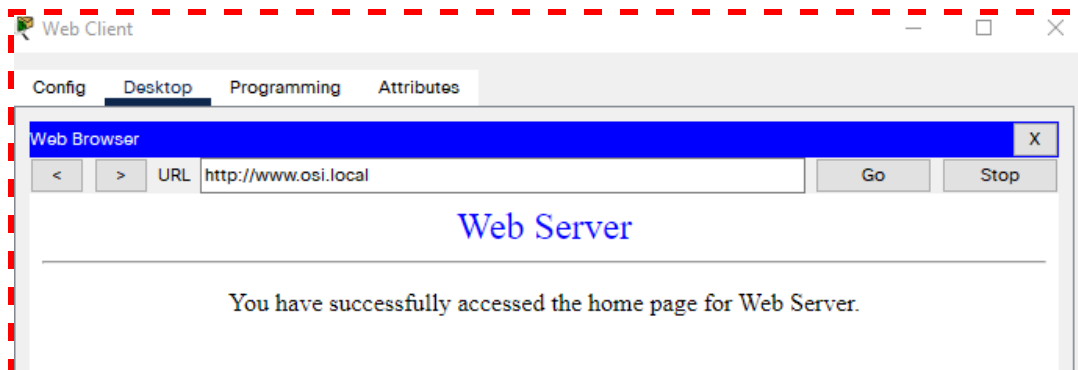 Web Client
Config Desktop Programming Attributes
Web Browser X
< > URL http://www.osi.local Go Stop
Web Server
You have successfully accessed the home page for Web Server.